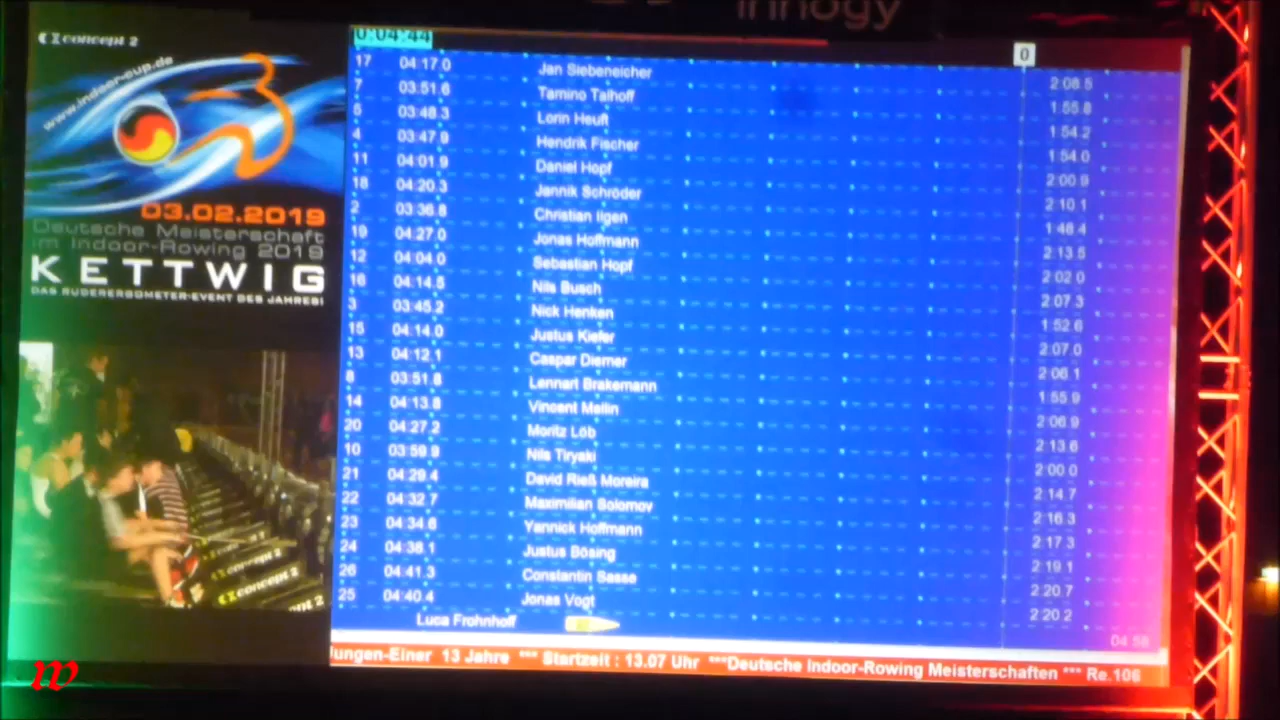 innogy
concept 2
www.indoor-cup.de
03.02.2019
Deutsche Meisterschaft
im Indoor-Rowing 2019
KETTWIG
DAS RUDERERGOMETER-EVENT DES JAHRES!
0:04:44
0
17 04:17.0 Jan Siebeneicher 2:08.5
7 03:51.6 Tamino Talhoff 1:55.8
5 03:48.3 Lorin Heuft 1:54.2
4 03:47.9 Hendrik Fischer 1:54.0
11 04:01.9 Daniel Hopf 2:00.9
18 04:20.3 Jannik Schröder 2:10.1
2 03:36.8 Christian Ilgen 1:48.4
19 04:27.0 Jonas Hoffmann 2:13.5
12 04:04.0 Sebastian Hopf 2:02.0
16 04:14.5 Nils Busch 2:07.3
3 03:45.2 Nick Henken 1:52.6
15 04:14.0 Justus Kiefer 2:07.0
13 04:12.1 Caspar Diemer 2:06.1
8 03:51.8 Lennart Brakemann 1:55.9
14 04:13.8 Vincent Mallin 2:06.9
20 04:27.2 Moritz Löb 2:13.6
10 03:59.9 Nils Tiryaki 2:00.0
21 04:29.4 David Rieß Moreira 2:14.7
22 04:32.7 Maximilian Solomov 2:16.3
23 04:34.6 Yannick Hoffmann 2:17.3
24 04:38.1 Justus Bösing 2:19.1
26 04:41.3 Constantin Sasse 2:20.7
25 04:40.4 Jonas Vogt 2:20.2
Luca Frohnhoff 04:58
Jungen-Einer 13 Jahre *** Startzeit : 13.07 Uhr ***Deutsche Indoor-Rowing Meisterschaften *** Re.106
concept 2
concept 2
w